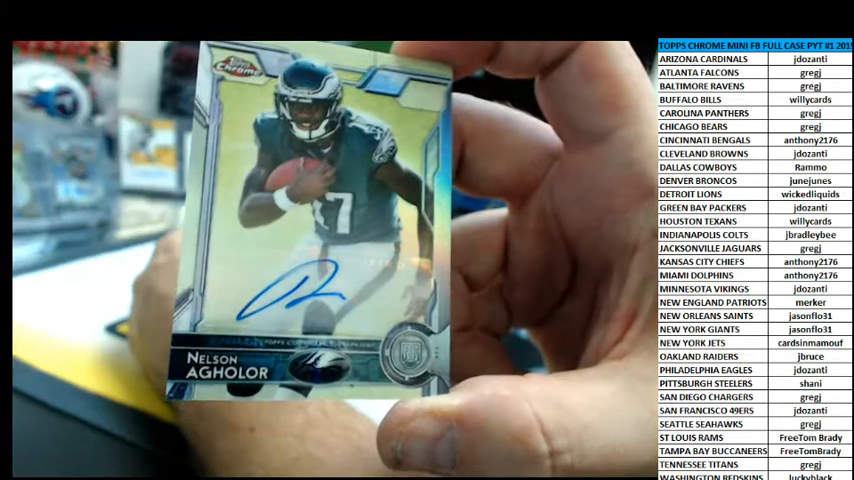 Topps
Chrome
17
NELSON
AGHOLOR
TOPPS CHROME MINI FB FULL CASE PYT #1 2015
ARIZONA CARDINALS jdozanti
ATLANTA FALCONS gregj
BALTIMORE RAVENS gregj
BUFFALO BILLS willycards
CAROLINA PANTHERS gregj
CHICAGO BEARS gregj
CINCINNATI BENGALS anthony2176
CLEVELAND BROWNS jdozanti
DALLAS COWBOYS Rammo
DENVER BRONCOS junejunes
DETROIT LIONS wickedliquids
GREEN BAY PACKERS jdozanti
HOUSTON TEXANS willycards
INDIANAPOLIS COLTS jbradleybee
JACKSONVILLE JAGUARS gregj
KANSAS CITY CHIEFS anthony2176
MIAMI DOLPHINS anthony2176
MINNESOTA VIKINGS jdozanti
NEW ENGLAND PATRIOTS merker
NEW ORLEANS SAINTS jasonflo31
NEW YORK GIANTS jasonflo31
NEW YORK JETS cardsinmamouf
OAKLAND RAIDERS jbruce
PHILADELPHIA EAGLES jdozanti
PITTSBURGH STEELERS shani
SAN DIEGO CHARGERS gregj
SAN FRANCISCO 49ERS jdozanti
SEATTLE SEAHAWKS gregj
ST LOUIS RAMS FreeTom Brady
TAMPA BAY BUCCANEERS FreeTomBrady
TENNESSEE TITANS gregj
WASHINGTON REDSKINS luckyblack